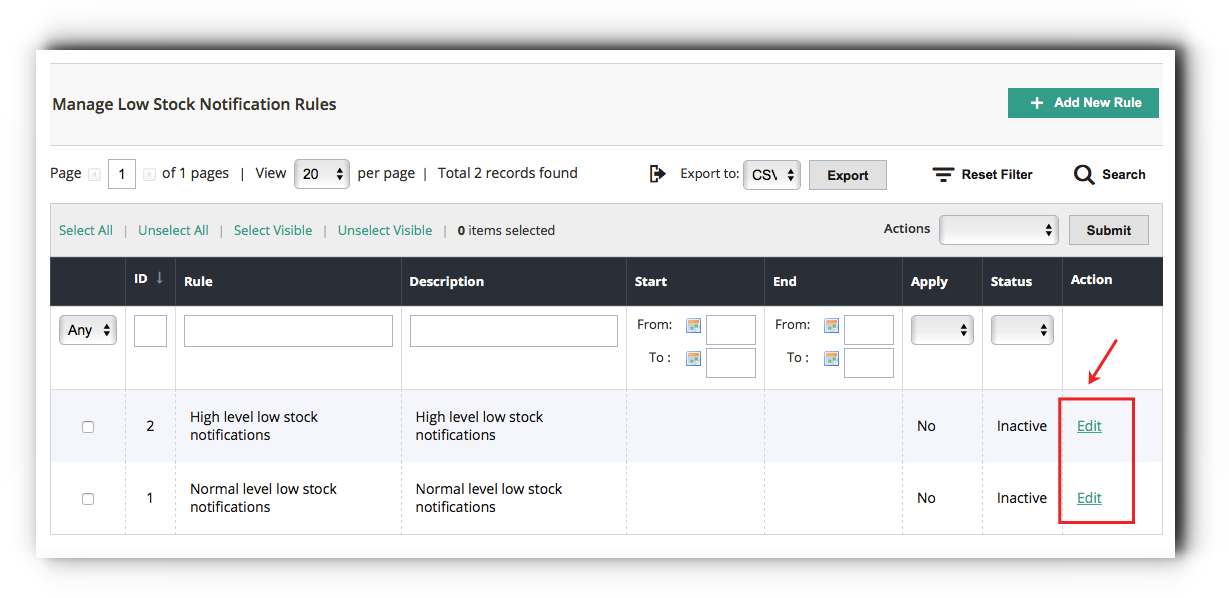 Manage Low Stock Notification Rules
+ Add New Rule
Page 1 of 1 pages | View 20 per page | Total 2 records found
Export to: CSV Export
Reset Filter
Search
Select All | Unselect All | Select Visible | Unselect Visible | 0 items selected
Actions Submit
ID ↓ Rule Description Start End Apply Status Action
Any From: From:
To : To :
2 High level low stock High level low stock No Inactive Edit
notifications notifications
1 Normal level low stock Normal level low stock No Inactive Edit
notifications notifications